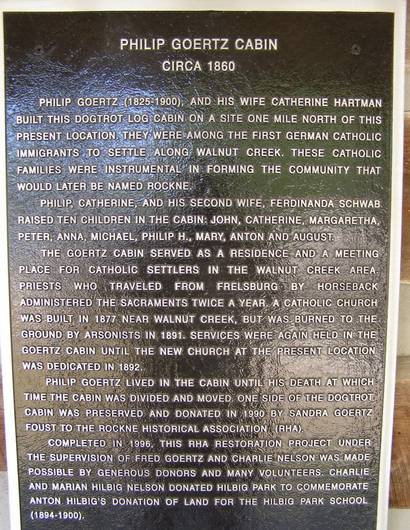 PHILIP GOERTZ CABIN
CIRCA 1860
PHILIP GOERTZ (1825-1900), AND HIS WIFE CATHERINE HARTMAN
BUILT THIS DOGTROT LOG CABIN ON A SITE ONE MILE NORTH OF THIS
PRESENT LOCATION. THEY WERE AMONG THE FIRST GERMAN CATHOLIC
IMMIGRANTS TO SETTLE ALONG WALNUT CREEK. THESE CATHOLIC
FAMILIES WERE INSTRUMENTAL IN FORMING THE COMMUNITY THAT
WOULD LATER BE NAMED ROCKNE.
PHILIP, CATHERINE, AND HIS SECOND WIFE, FERDINANDA SCHWAB
RAISED TEN CHILDREN IN THE CABIN: JOHN, CATHERINE, MARGARETHA,
PETER, ANNA, MICHAEL, PHILIP H., MARY, ANTON AND AUGUST.
THE GOERTZ CABIN SERVED AS A RESIDENCE AND A MEETING
PLACE FOR CATHOLIC SETTLERS IN THE WALNUT CREEK AREA.
PRIESTS WHO TRAVELED FROM FRELSBURG BY HORSEBACK
ADMINISTERED THE SACRAMENTS TWICE A YEAR. A CATHOLIC CHURCH
WAS BUILT IN 1877 NEAR WALNUT CREEK, BUT WAS BURNED TO THE
GROUND BY ARSONISTS IN 1891. SERVICES WERE AGAIN HELD IN THE
GOERTZ CABIN UNTIL THE NEW CHURCH AT THE PRESENT LOCATION
WAS DEDICATED IN 1892.
PHILIP GOERTZ LIVED IN THE CABIN UNTIL HIS DEATH AT WHICH
TIME THE CABIN WAS DIVIDED AND MOVED. ONE SIDE OF THE DOGTROT
CABIN WAS PRESERVED AND DONATED IN 1990 BY SANDRA GOERTZ
FOUST TO THE ROCKNE HISTORICAL ASSOCIATION. (RHA).
COMPLETED IN 1996, THIS RHA RESTORATION PROJECT UNDER
THE SUPERVISION OF FRED GOERTZ AND CHARLIE NELSON WAS MADE
POSSIBLE BY GENEROUS DONORS AND MANY VOLUNTEERS. CHARLIE
AND MARIAN HILBIG NELSON DONATED HILBIG PARK TO COMMEMORATE
ANTON HILBIG'S DONATION OF LAND FOR THE HILBIG PARK SCHOOL
(1894-1900).